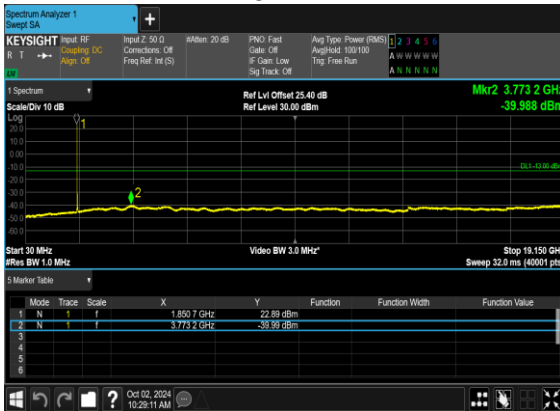 Spectrum Analyzer 1
Swept SA
+
KEYSIGHT Input: RF Input Z: 50 Ω #Atten: 20 dB PNO: Fast Avg Type: Power (RMS) 1 2 3 4 5 6
R T Coupling: DC Corrections: Off Gate: Off Avg|Hold: 100/100 A W W W W W
Align: Off Freq Ref: Int (S) IF Gain: Low Trig: Free Run
Sig Track: Off A N N N N N
1 Spectrum Ref Lvl Offset 25.40 dB Mkr2 3.773 2 GHz
Scale/Div 10 dB Ref Level 30.00 dBm -39.988 dBm
Log
20.0
10.0
0.00
-10.0
DL1 -13.00 dBm
-20.0
-30.0
-40.0
-50.0
-60.0
1
2
Start 30 MHz Video BW 3.0 MHz* Stop 19.150 GHz
#Res BW 1.0 MHz Sweep 32.0 ms (40001 pts)
5 Marker Table
Mode Trace Scale X Y Function Function Width Function Value
1 N 1 f 1.850 7 GHz 22.89 dBm
2 N 1 f 3.773 2 GHz -39.99 dBm
3
4
5
6
? Oct 02, 2024
10:29:11 AM